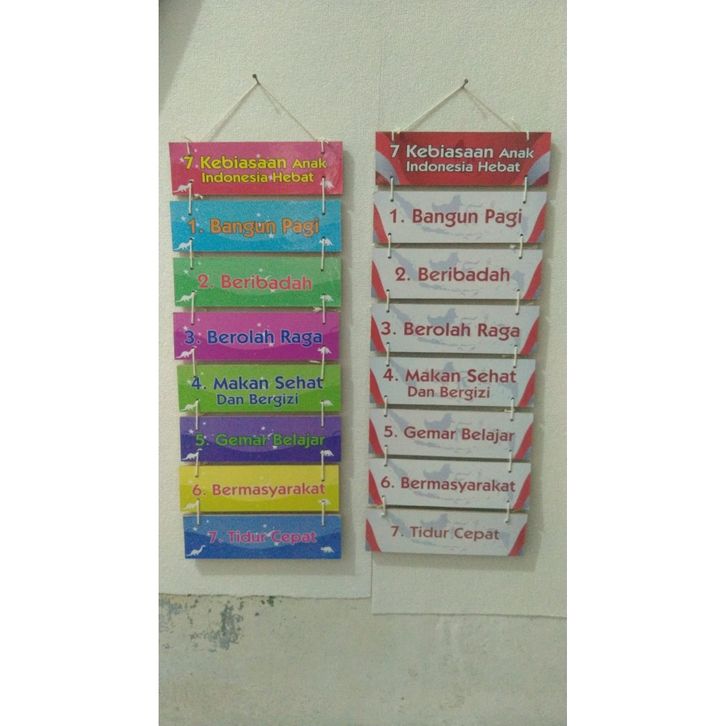 7 Kebiasaan Anak
Indonesia Hebat
1. Bangun Pagi
2. Beribadah
3. Berolah Raga
4. Makan Sehat
Dan Bergizi
5. Gemar Belajar
6. Bermasyarakat
7. Tidur Cepat
7 Kebiasaan Anak
Indonesia Hebat
1. Bangun Pagi
2. Beribadah
3. Berolah Raga
4. Makan Sehat
Dan Bergizi
5. Gemar Belajar
6. Bermasyarakat
7. Tidur Cepat